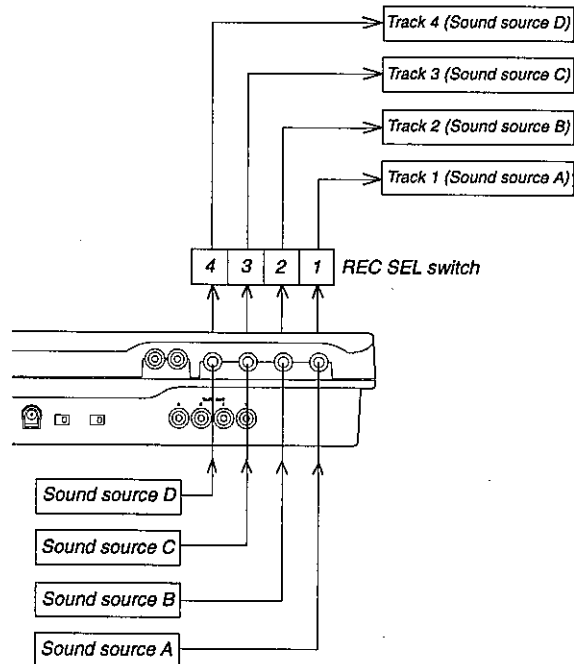 Track 4 (Sound source D)
Track 3 (Sound source C)
Track 2 (Sound source B)
Track 1 (Sound source A)
4 3 2 1 REC SEL switch
Sound source D
Sound source C
Sound source B
Sound source A